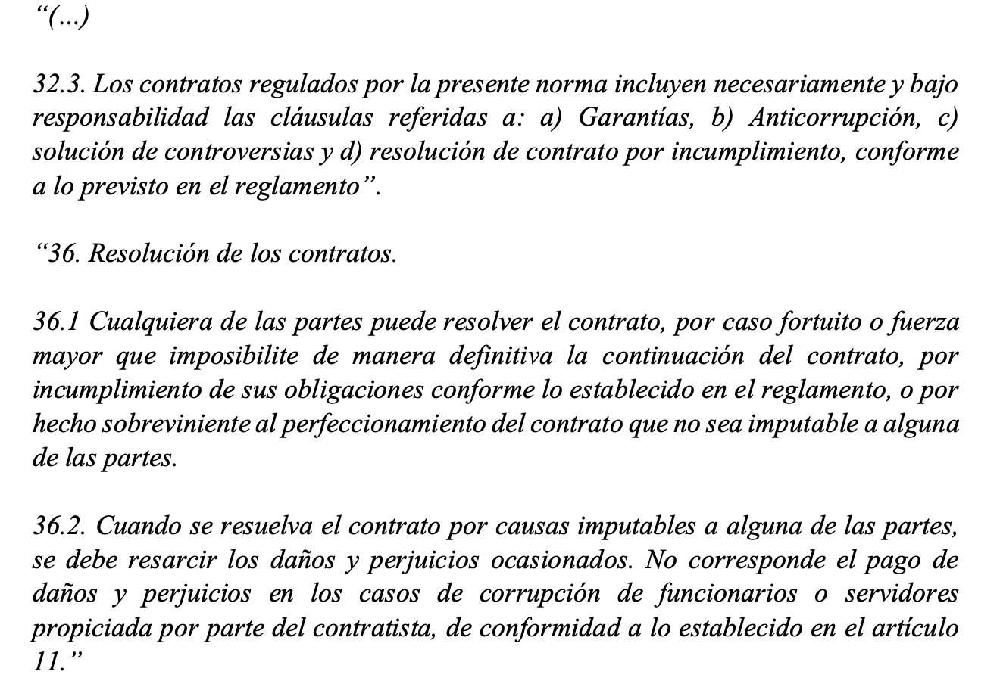 “(...)
32.3. Los contratos regulados por la presente norma incluyen necesariamente y bajo
responsabilidad las cláusulas referidas a: a) Garantías, b) Anticorrupción, c)
solución de controversias y d) resolución de contrato por incumplimiento, conforme
a lo previsto en el reglamento”.
“36. Resolución de los contratos.
36.1 Cualquiera de las partes puede resolver el contrato, por caso fortuito o fuerza
mayor que imposibilite de manera definitiva la continuación del contrato, por
incumplimiento de sus obligaciones conforme lo establecido en el reglamento, o por
hecho sobreviniente al perfeccionamiento del contrato que no sea imputable a alguna
de las partes.
36.2. Cuando se resuelva el contrato por causas imputables a alguna de las partes,
se debe resarcir los daños y perjuicios ocasionados. No corresponde el pago de
daños y perjuicios en los casos de corrupción de funcionarios o servidores
propiciada por parte del contratista, de conformidad a lo establecido en el artículo
11.”